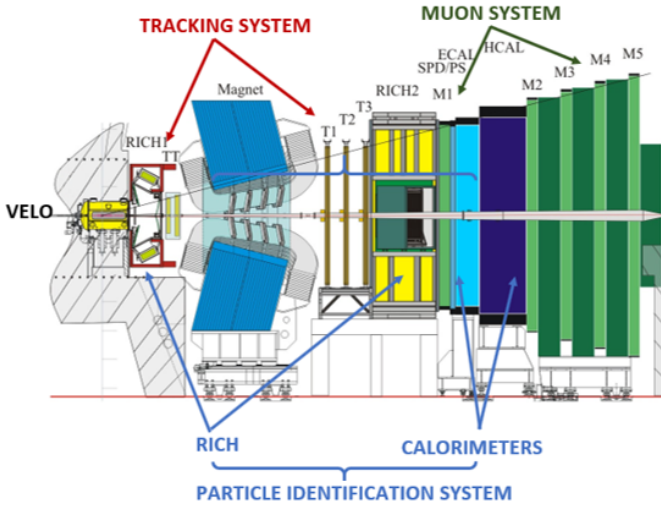 TRACKING SYSTEM
MUON SYSTEM
ECAL
HCAL
SPD/PS
M1
M2
M3
M4
M5
Magnet
RICH1
TT
T1
T2
T3
RICH2
VELO
RICH
CALORIMETERS
PARTICLE IDENTIFICATION SYSTEM